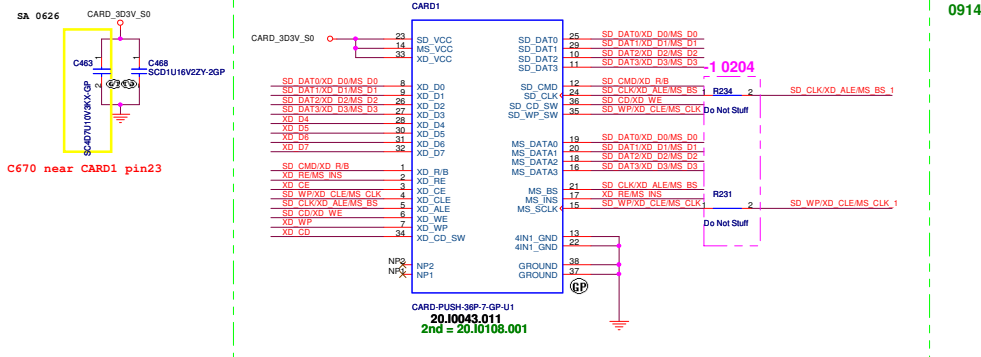 SA 0626
CARD_3D3V_S0
C463
C468
SCD1U16V2ZY-2GP
SC4D7U10V3KX-GP
C670 near CARD1 pin23
0914
CARD1
CARD_3D3V_S0
23 SD_VCC
14 MS_VCC
33 XD_VCC
SD_DAT0/XD_D0/MS_D0 8 XD_D0
SD_DAT1/XD_D1/MS_D1 9 XD_D1
SD_DAT2/XD_D2/MS_D2 26 XD_D2
SD_DAT3/XD_D3/MS_D3 27 XD_D3
XD_D4 28 XD_D4
XD_D5 30 XD_D5
XD_D6 31 XD_D6
XD_D7 32 XD_D7
SD_CMD/XD_R/B 1 XD_R/B
XD_RE/MS_INS 2 XD_RE
XD_CE 3 XD_CE
SD_WP/XD_CLE/MS_CLK 4 XD_CLE
SD_CLK/XD_ALE/MS_BS 5 XD_ALE
SD_CD/XD_WE 6 XD_WE
XD_WP 7 XD_WP
XD_CD 34 XD_CD_SW
NP2 NP2
NP1 NP1
SD_DAT0 25 SD_DAT0/XD_D0/MS_D0
SD_DAT1 29 SD_DAT1/XD_D1/MS_D1
SD_DAT2 10 SD_DAT2/XD_D2/MS_D2
SD_DAT3 11 SD_DAT3/XD_D3/MS_D3
-1 0204
SD_CMD 12 SD_CMD/XD_R/B
SD_CLK 24 SD_CLK/XD_ALE/MS_BS 1 R234 2 SD_CLK/XD_ALE/MS_BS_1
SD_CD_SW 36 SD_CD/XD_WE
SD_WP_SW 35 SD_WP/XD_CLE/MS_CLK Do Not Stuff
MS_DATA0 19 SD_DAT0/XD_D0/MS_D0
MS_DATA1 20 SD_DAT1/XD_D1/MS_D1
MS_DATA2 18 SD_DAT2/XD_D2/MS_D2
MS_DATA3 16 SD_DAT3/XD_D3/MS_D3
MS_BS 21 SD_CLK/XD_ALE/MS_BS
MS_INS 17 XD_RE/MS_INS R231
MS_SCLK 15 SD_WP/XD_CLE/MS_CLK 1 2 SD_WP/XD_CLE/MS_CLK_1
Do Not Stuff
4IN1_GND 13
4IN1_GND 22
GROUND 38
GROUND 37
GP
CARD-PUSH-36P-7-GP-U1
20.I0043.011
2nd = 20.I0108.001